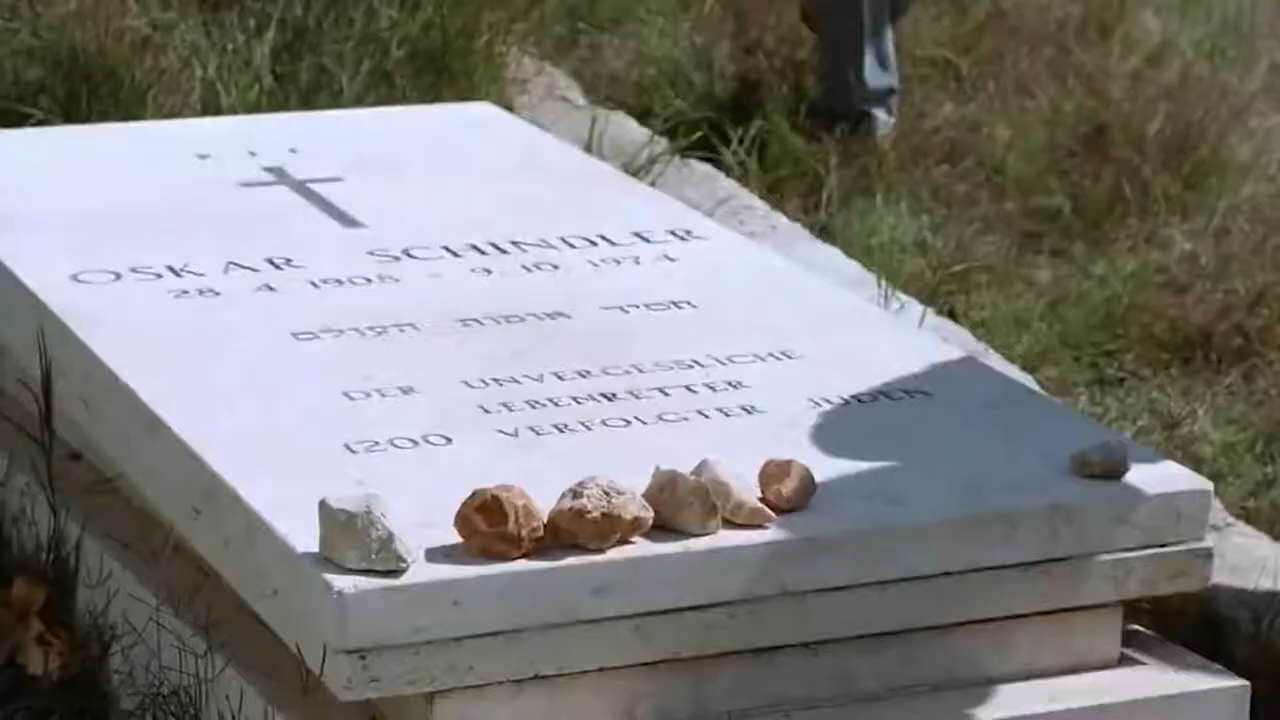 OSKAR SCHINDLER
28 4 1908 - 9 10 1974
חסיד אומות העולם
DER UNVERGESSLICHE
LEBENRETTER
1200 VERFOLGTER JUDEN